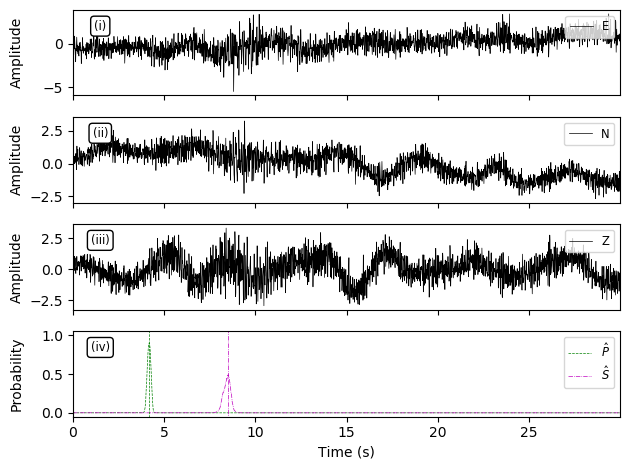 (i)
E
Amplitude
0
−5
(ii)
N
Amplitude
2.5
0.0
−2.5
(iii)
Z
Amplitude
2.5
0.0
−2.5
(iv)
P̂
Ŝ
Probability
1.0
0.5
0.0
0 5 10 15 20 25
Time (s)